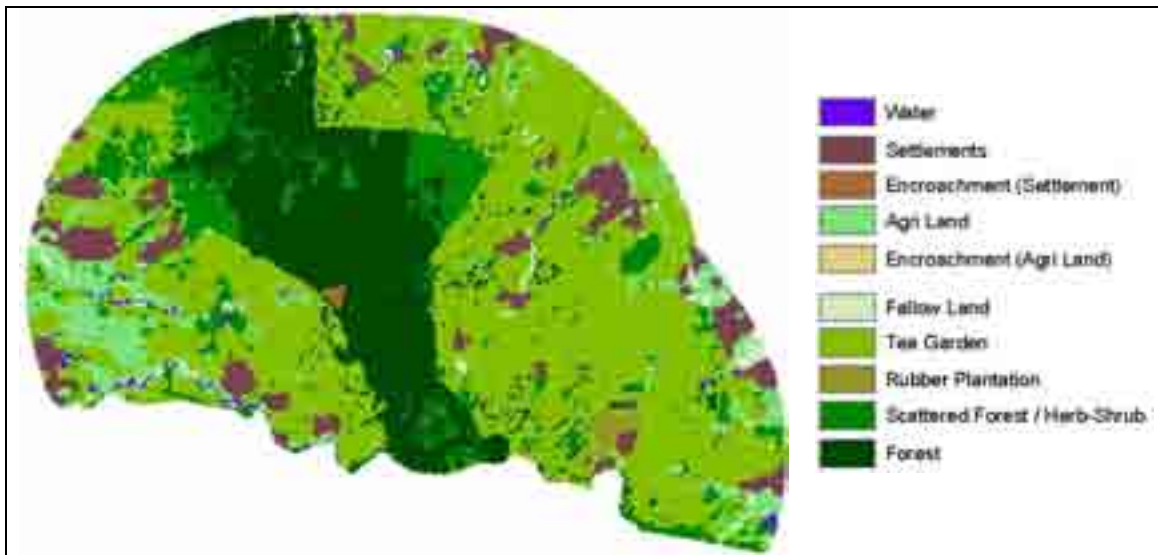 Water
Settlements
Encroachment (Settlement)
Agri Land
Encroachment (Agri Land)
Fallow Land
Tea Garden
Rubber Plantation
Scattered Forest / Herb-Shrub
Forest